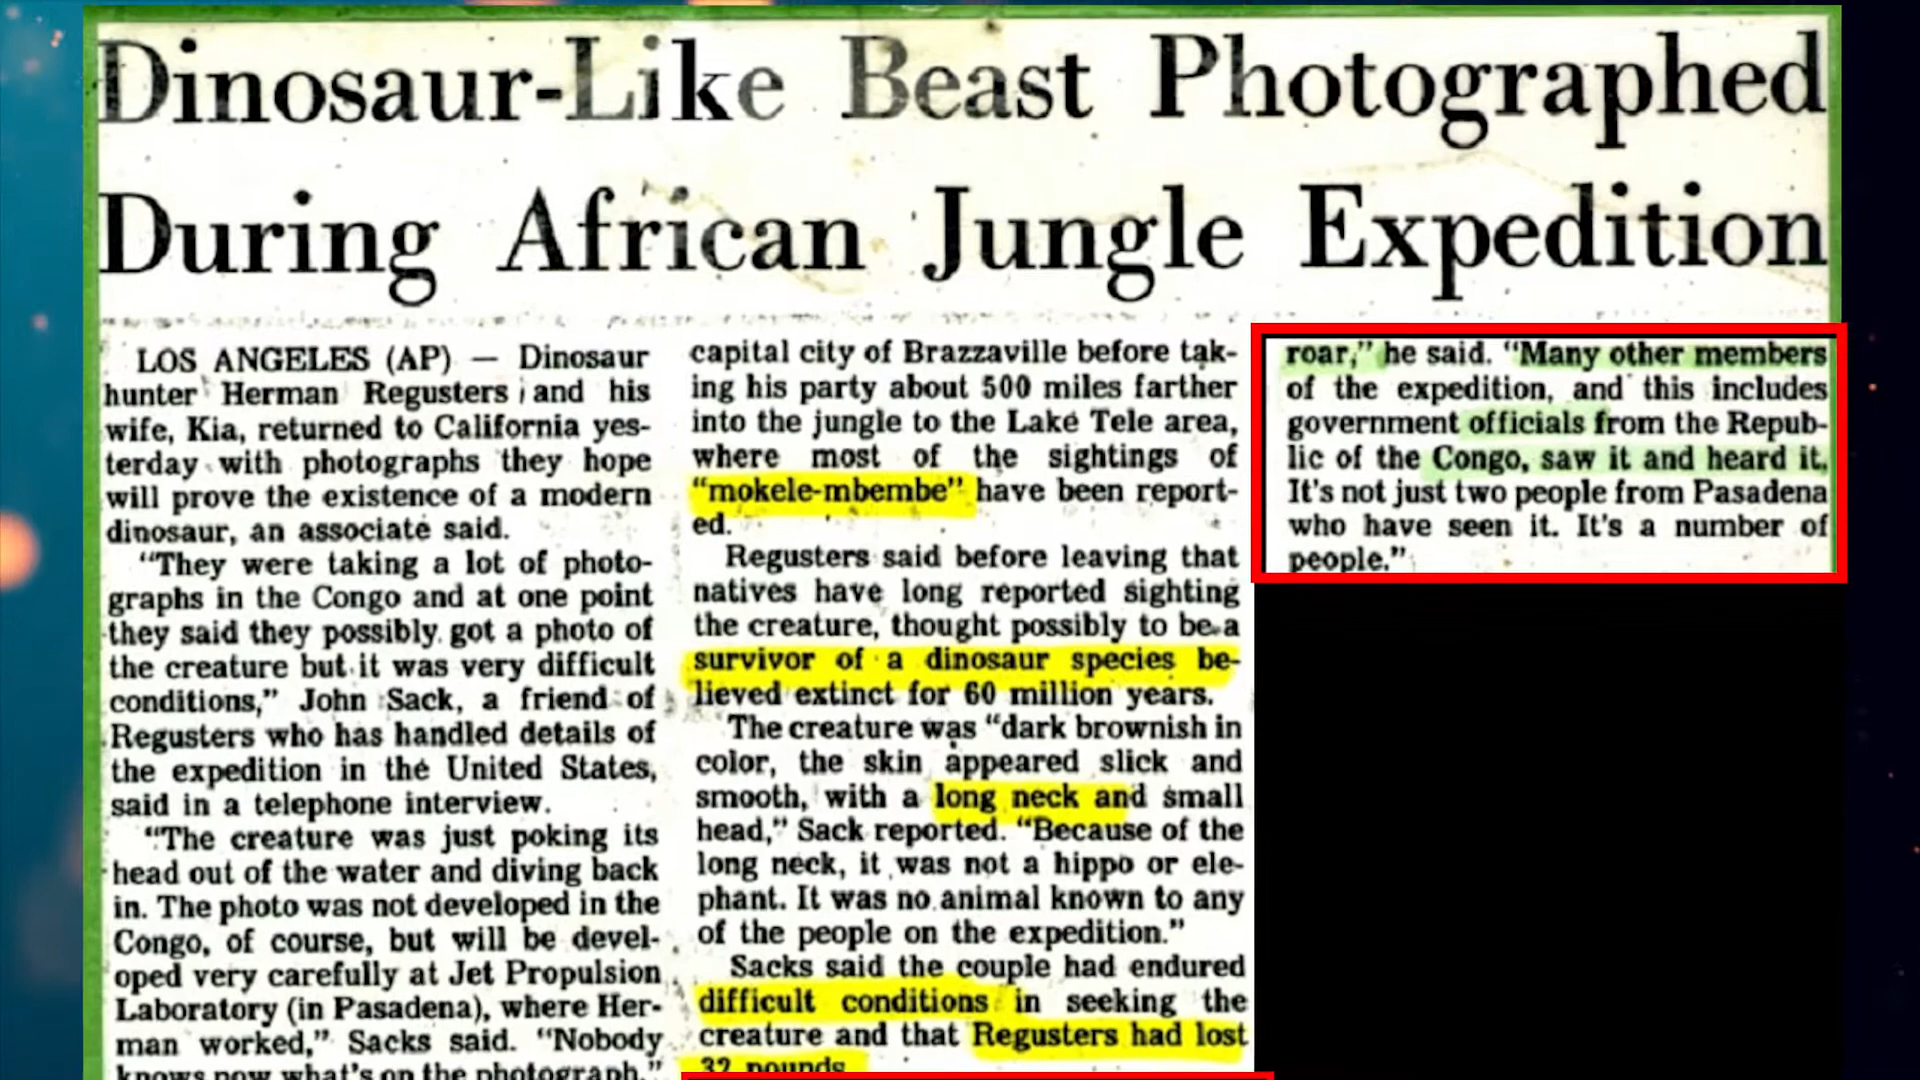 Dinosaur-Like Beast Photographed
During African Jungle Expedition
LOS ANGELES (AP) — Dinosaur
hunter Herman Regusters and his
wife, Kia, returned to California yes-
terday with photographs they hope
will prove the existence of a modern
dinosaur, an associate said.
“They were taking a lot of photo-
graphs in the Congo and at one point
they said they possibly got a photo of
the creature but it was very difficult
conditions,” John Sack, a friend of
Regusters who has handled details of
the expedition in the United States,
said in a telephone interview.
“The creature was just poking its
head out of the water and diving back
in. The photo was not developed in the
Congo, of course, but will be devel-
oped very carefully at Jet Propulsion
Laboratory (in Pasadena), where Her-
man worked,” Sacks said. “Nobody
knows now what's on the photograph.”
capital city of Brazzaville before tak-
ing his party about 500 miles farther
into the jungle to the Lake Tele area,
where most of the sightings of
“mokele-mbembe” have been report-
ed.
Regusters said before leaving that
natives have long reported sighting
the creature, thought possibly to be a
survivor of a dinosaur species be-
lieved extinct for 60 million years.
The creature was “dark brownish in
color, the skin appeared slick and
smooth, with a long neck and small
head,” Sack reported. “Because of the
long neck, it was not a hippo or ele-
phant. It was no animal known to any
of the people on the expedition.”
Sacks said the couple had endured
difficult conditions in seeking the
creature and that Regusters had lost
32 pounds.
roar,” he said. “Many other members
of the expedition, and this includes
government officials from the Repub-
lic of the Congo, saw it and heard it.
It's not just two people from Pasadena
who have seen it. It's a number of
people.”